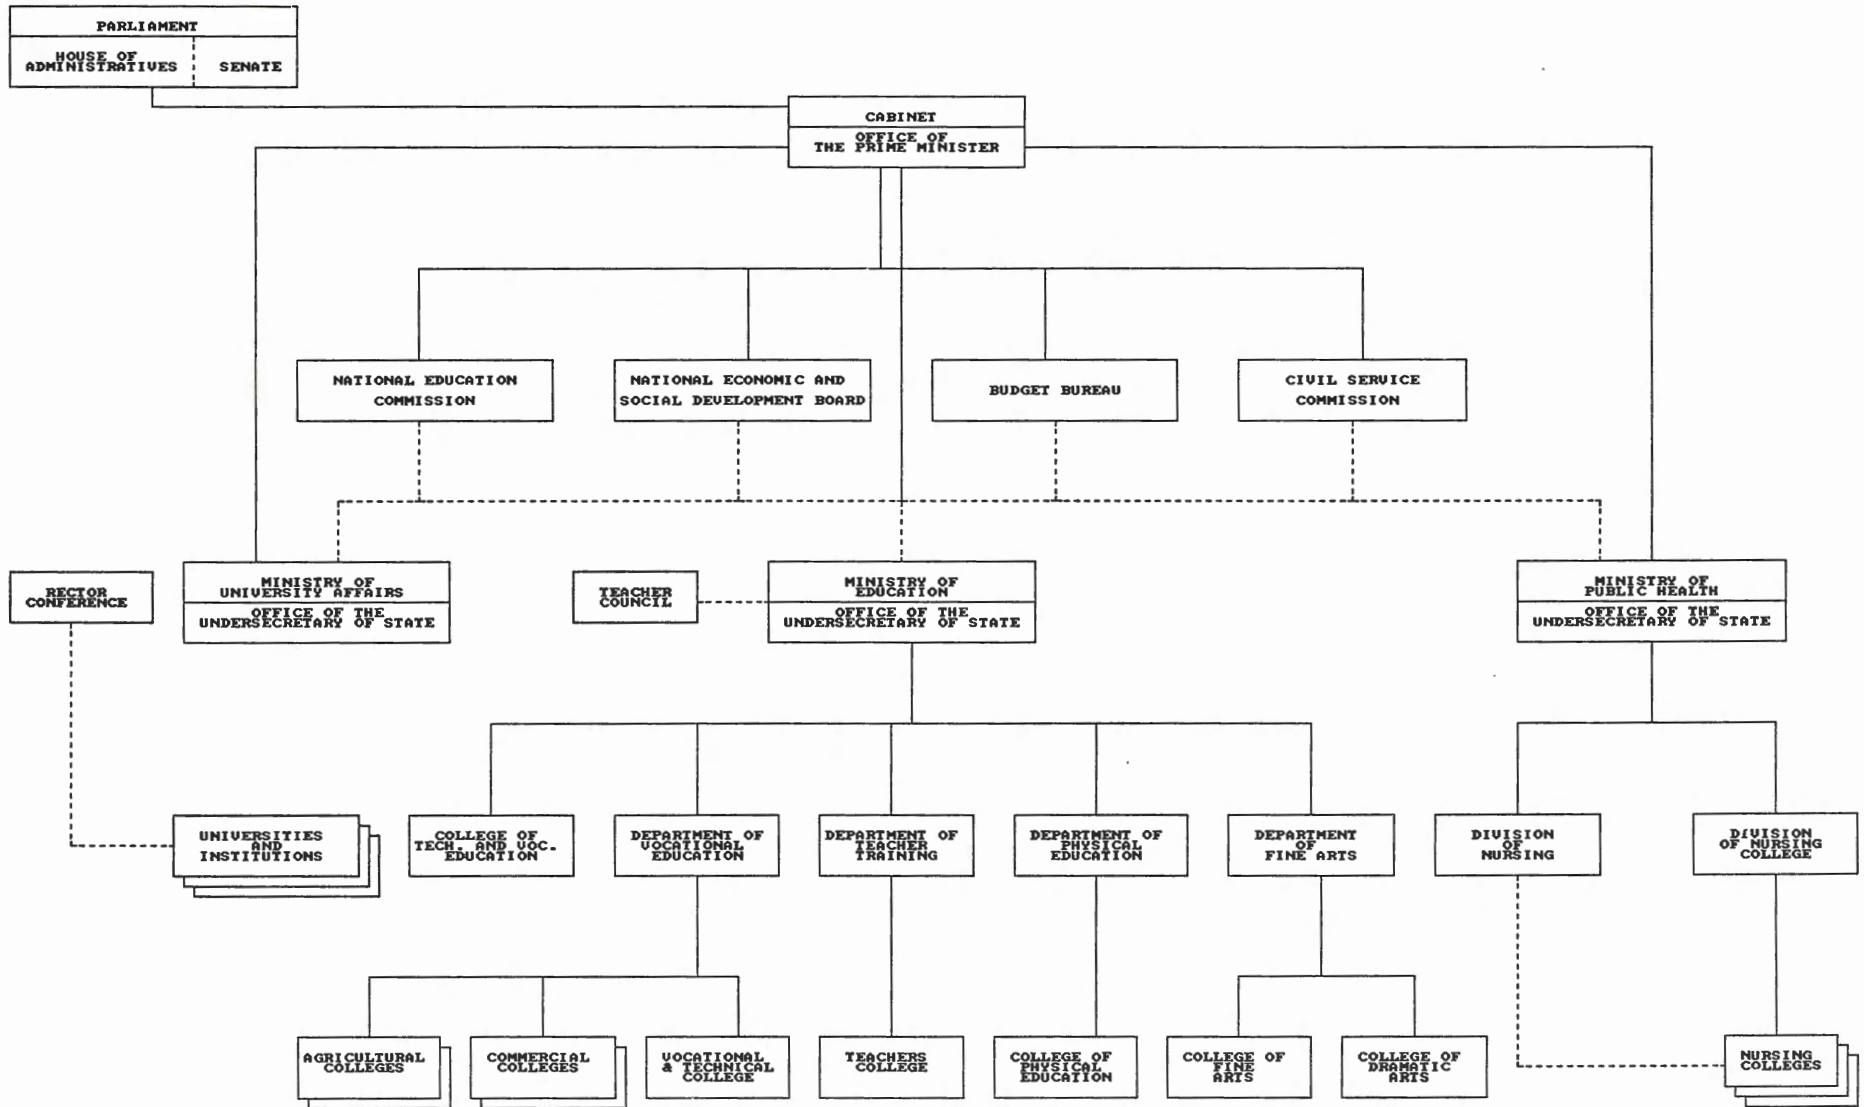 PARLIAMENT
HOUSE OF
ADMINISTRATIVES
SENATE
CABINET
OFFICE OF
THE PRIME MINISTER
NATIONAL EDUCATION
COMMISSION
NATIONAL ECONOMIC AND
SOCIAL DEVELOPMENT BOARD
BUDGET BUREAU
CIVIL SERVICE
COMMISSION
RECTOR
CONFERENCE
MINISTRY OF
UNIVERSITY AFFAIRS
OFFICE OF THE
UNDERSECRETARY OF STATE
TEACHER
COUNCIL
MINISTRY OF
EDUCATION
OFFICE OF THE
UNDERSECRETARY OF STATE
MINISTRY OF
PUBLIC HEALTH
OFFICE OF THE
UNDERSECRETARY OF STATE
UNIVERSITIES
AND
INSTITUTIONS
COLLEGE OF
TECH. AND VOC.
EDUCATION
DEPARTMENT OF
VOCATIONAL
EDUCATION
DEPARTMENT OF
TEACHER
TRAINING
DEPARTMENT OF
PHYSICAL
EDUCATION
DEPARTMENT
OF
FINE ARTS
DIVISION
OF
NURSING
DIVISION
OF NURSING
COLLEGE
AGRICULTURAL
COLLEGES
COMMERCIAL
COLLEGES
VOCATIONAL
& TECHNICAL
COLLEGE
TEACHERS
COLLEGE
COLLEGE OF
PHYSICAL
EDUCATION
COLLEGE OF
FINE
ARTS
COLLEGE OF
DRAMATIC
ARTS
NURSING
COLLEGES